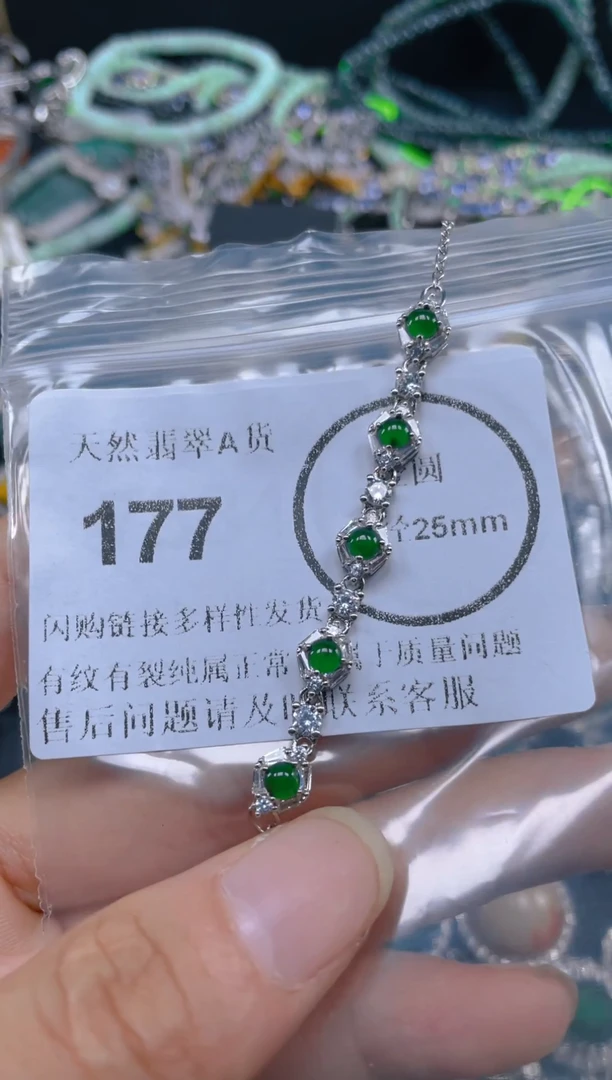 天然翡翠A货
177
圆
25mm
闪购链接多样性发货
有纹有裂纯属正常 于质量问题
售后问题请及 联系客服